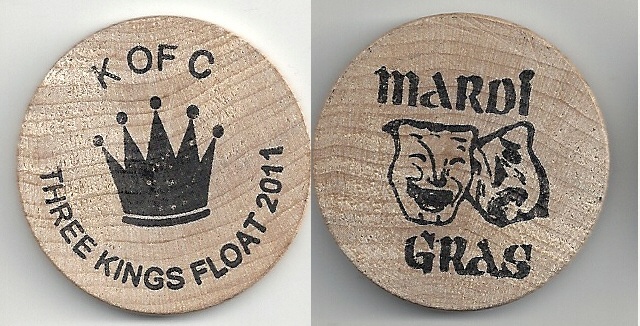 K OF C
THREE KINGS FLOAT 2011
MARDI
GRAS